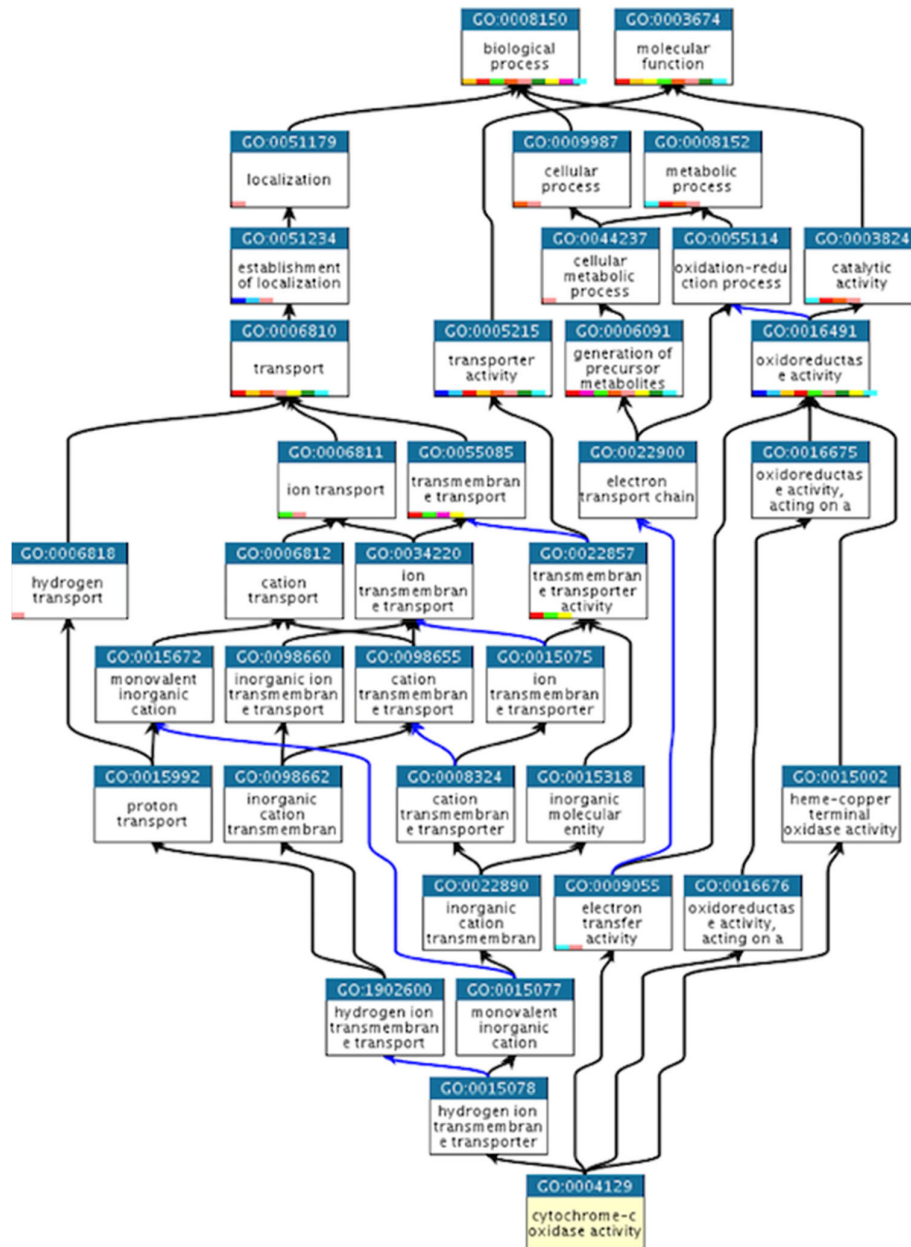 GO:0008150
biological
process
GO:0003674
molecular
function
GO:0051179
localization
GO:0009987
cellular
process
GO:0008152
metabolic
process
GO:0051234
establishment
of localization
GO:0044237
cellular
metabolic
process
GO:0055114
oxidation-redu
ction process
GO:0003824
catalytic
activity
GO:0006810
transport
GO:0005215
transporter
activity
GO:0006091
generation of
precursor
metabolites
GO:0016491
oxidoreductas
e activity
GO:0006811
ion transport
GO:0055085
transmembran
e transport
GO:0022900
electron
transport chain
GO:0016675
oxidoreductas
e activity,
acting on a
GO:0006818
hydrogen
transport
GO:0006812
cation
transport
GO:0034220
ion
transmembran
e transport
GO:0022857
transmembran
e transporter
activity
GO:0015672
monovalent
inorganic
cation
GO:0098660
inorganic ion
transmembran
e transport
GO:0098655
cation
transmembran
e transport
GO:0015075
ion
transmembran
e transporter
GO:0015992
proton
transport
GO:0098662
inorganic
cation
transmembran
GO:0008324
cation
transmembran
e transporter
GO:0015318
inorganic
molecular
entity
GO:0015002
heme-copper
terminal
oxidase activity
GO:0022890
inorganic
cation
transmembran
GO:0009055
electron
transfer
activity
GO:0016676
oxidoreductas
e activity,
acting on a
GO:1902600
hydrogen ion
transmembran
e transport
GO:0015077
monovalent
inorganic
cation
GO:0015078
hydrogen ion
transmembran
e transporter
GO:0004129
cytochrome-c
oxidase activity